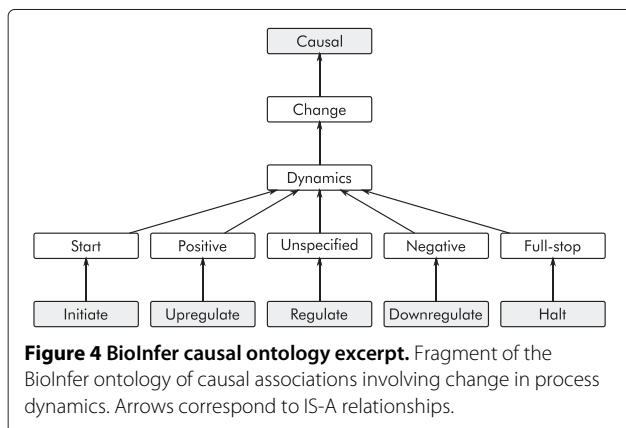 Causal
Change
Dynamics
Start Positive Unspecified Negative Full-stop
Initiate Upregulate Regulate Downregulate Halt
Figure 4 BioInfer causal ontology excerpt. Fragment of the
BioInfer ontology of causal associations involving change in process
dynamics. Arrows correspond to IS-A relationships.